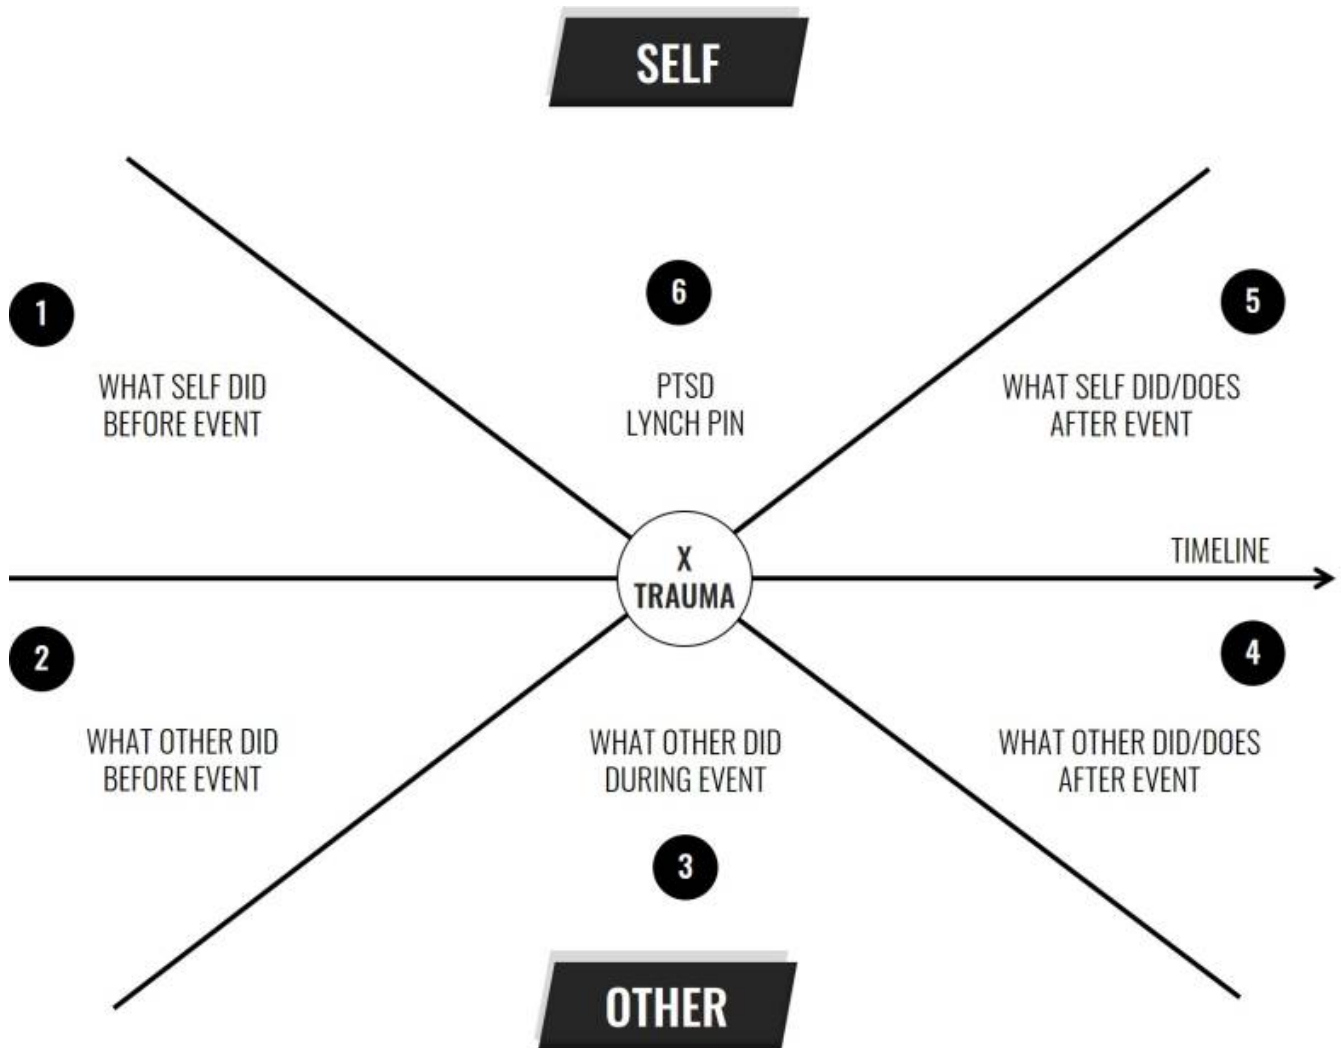 SELF
1
6
5
WHAT SELF DID
BEFORE EVENT
PTSD
LYNCH PIN
WHAT SELF DID/DOES
AFTER EVENT
X
TRAUMA
TIMELINE
2
4
WHAT OTHER DID
BEFORE EVENT
WHAT OTHER DID
DURING EVENT
WHAT OTHER DID/DOES
AFTER EVENT
3
OTHER